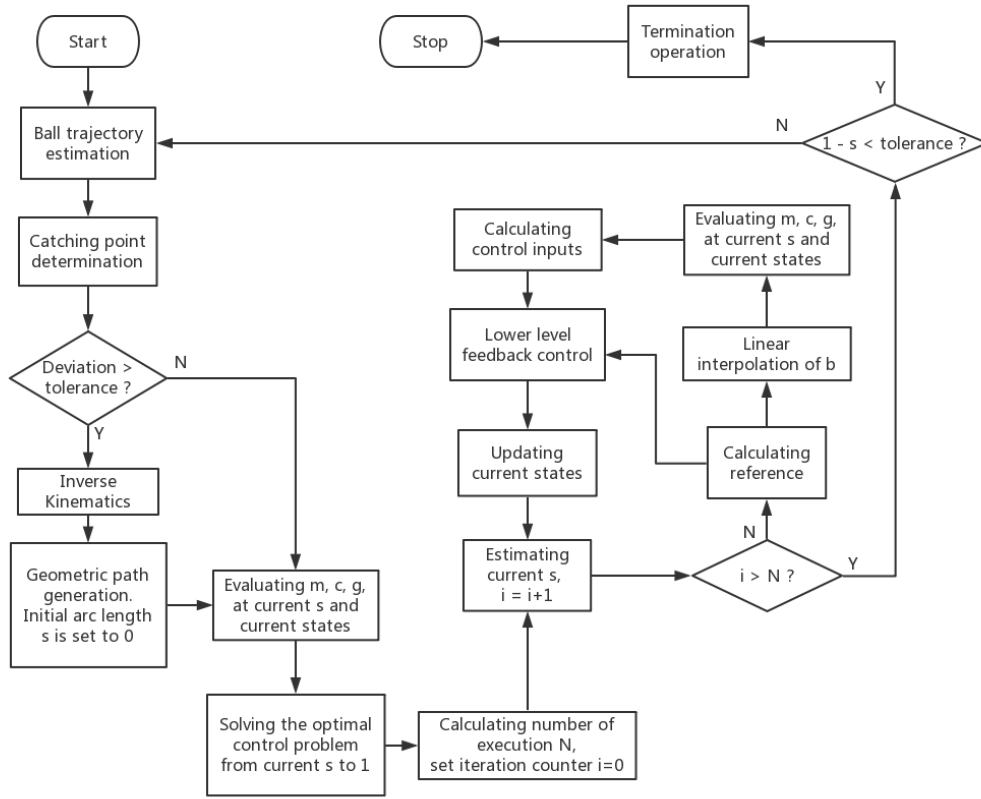 Start
Stop
Termination
operation
Y
Ball trajectory
estimation
N
1 - s < tolerance ?
Catching point
determination
Calculating
control inputs
Evaluating m, c, g,
at current s and
current states
Deviation >
tolerance ?
N
Y
Lower level
feedback control
Linear
interpolation of b
Inverse
Kinematics
Updating
current states
Calculating
reference
Geometric path
generation.
Initial arc length
s is set to 0
Evaluating m, c, g,
at current s and
current states
Estimating
current s,
i = i+1
N
i > N ?
Y
Solving the optimal
control problem
from current s to 1
Calculating number of
execution N,
set iteration counter i=0